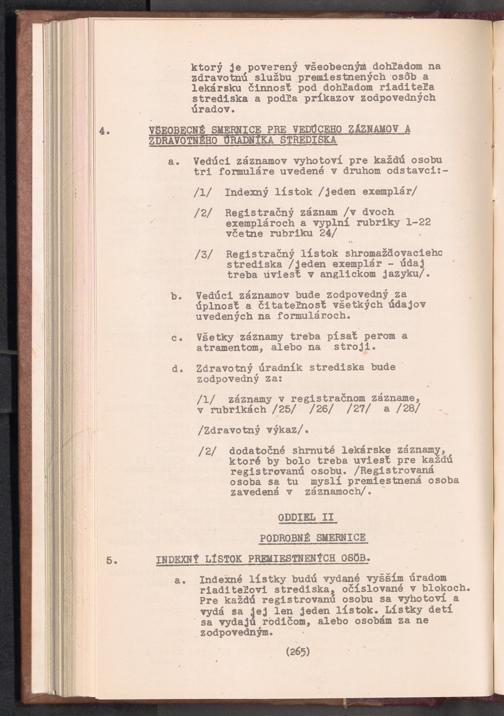 ktorý je poverený všeobecným dohľadom na
zdravotnú službu premiestnených osôb a
lekársku činnosť pod dohľadom riaditeľa
strediska a podľa príkazov zodpovedných
úradov.
4. VŠEOBECNÉ SMERNICE PRE VEDÚCEHO ZÁZNAMOV A
ZDRAVOTNÉHO ÚRADNÍKA STREDISKA
a. Vedúci záznamov vyhotoví pre každú osobu
tri formuláre uvedené v druhom odstavci:-
/1/ Indexný lístok /jeden exemplár/
/2/ Registračný záznam /v dvoch
exemplároch a vyplní rubriky 1-22
včetne rubriku 24/
/3/ Registračný lístok shromažďovacieho
strediska /jeden exemplár - údaj
treba uviesť v anglickom jazyku/.
b. Vedúci záznamov bude zodpovedný za
úplnosť a čitateľnosť všetkých údajov
uvedených na formulároch.
c. Všetky záznamy treba písať perom a
atramentom, alebo na stroji.
d. Zdravotný úradník strediska bude
zodpovedný za:
/1/ záznamy v registračnom zázname,
v rubrikách /25/ /26/ /27/ a /28/
/Zdravotný výkaz/.
/2/ dodatočné shrnuté lekárske záznamy,
ktoré by bolo treba uviesť pre každú
registrovanú osobu. /Registrovaná
osoba sa tu myslí premiestnená osoba
zavedená v záznamoch/.
ODDIEL II
PODROBNÉ SMERNICE
5. INDEXNÝ LÍSTOK PREMIESTNENÝCH OSÔB.
a. Indexné lístky budú vydané vyšším úradom
riaditeľovi strediska, očíslované v blokoch.
Pre každú registrovanú osobu sa vyhotoví a
vydá sa jej len jeden lístok. Lístky detí
sa vydajú rodičom, alebo osobám za ne
zodpovedným.
(265)